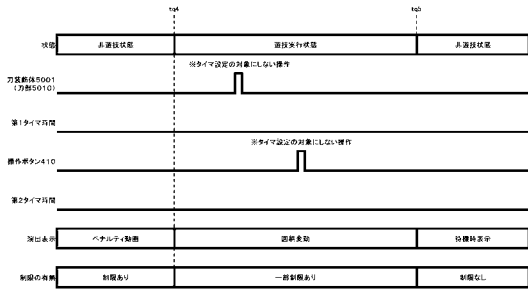 tq4
tq5
状態
非遊技状態
遊技実行状態
非遊技状態
※タイマ設定の対象にしない操作
刀装飾体5001
(刀部5010)
第1タイマ時間
※タイマ設定の対象にしない操作
操作ボタン410
第2タイマ時間
演出表示
ペナルティ動画
図柄変動
待機時表示
制限の有無
制限あり
一部制限あり
制限なし